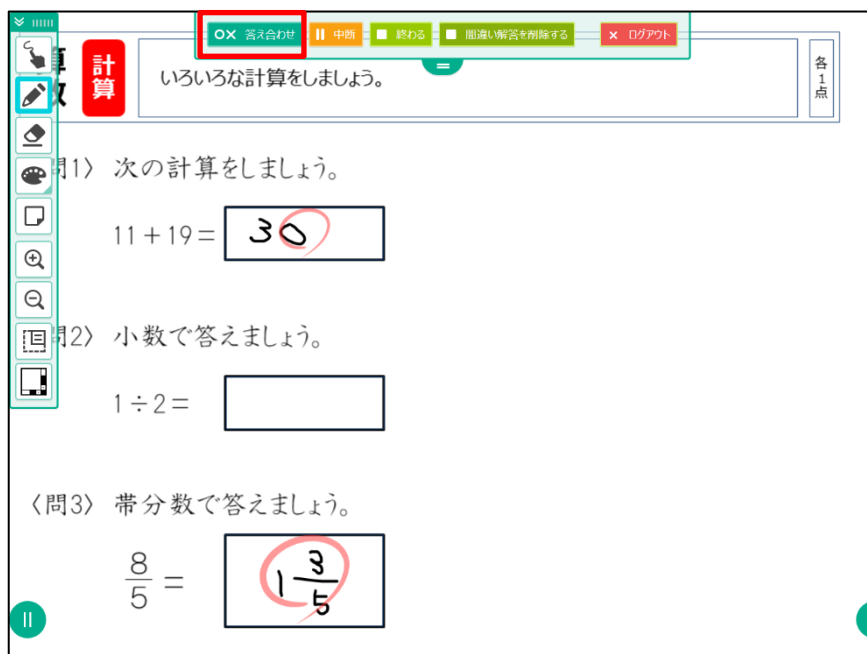 OX 答え合わせ 中断 終わる 間違い解答を削除する × ログアウト
算数 計算 いろいろな計算をしましょう。 各1点
問1〉 次の計算をしましょう。
11+19= 30
問2〉 小数で答えましょう。
1÷2=
〈問3〉 帯分数で答えましょう。
8/5 = 1 3/5